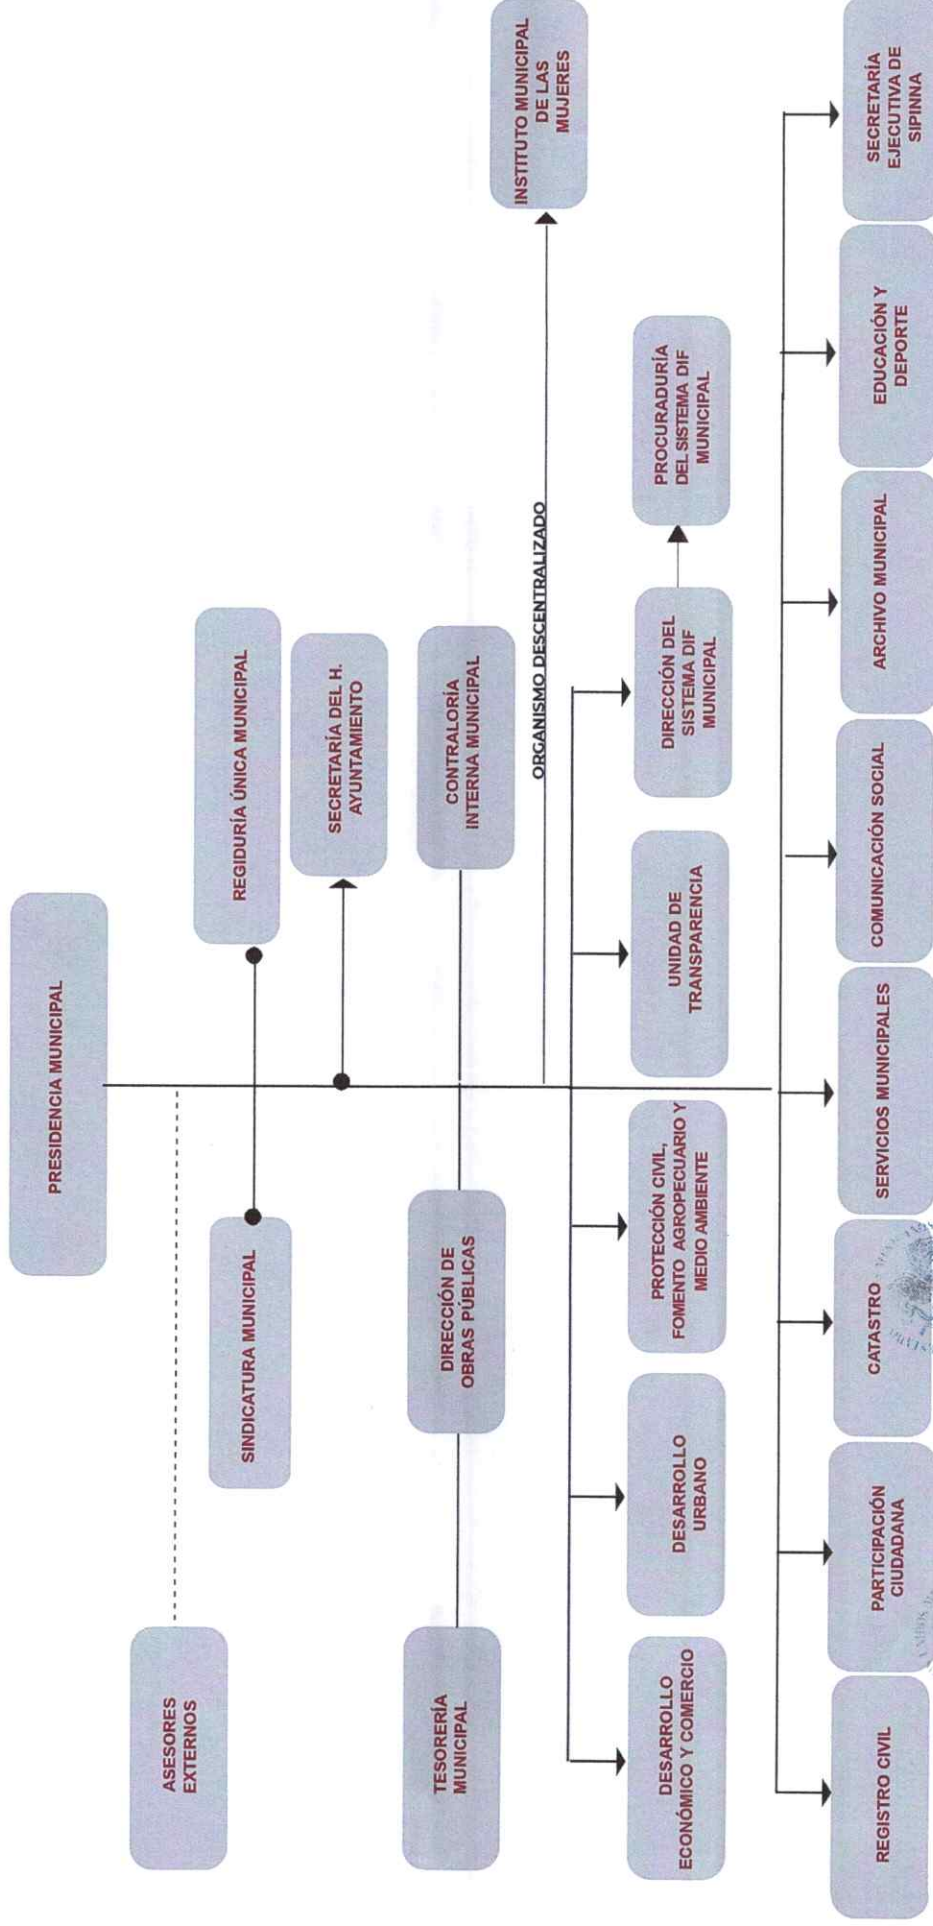 PRESIDENCIA MUNICIPAL
ASESORES
EXTERNOS
SINDICATURA MUNICIPAL
REGIDURÍA ÚNICA MUNICIPAL
SECRETARÍA DEL H.
AYUNTAMIENTO
TESORERÍA
MUNICIPAL
DIRECCIÓN DE
OBRAS PÚBLICAS
CONTRALORÍA
INTERNA MUNICIPAL
ORGANISMO DESCENTRALIZADO
INSTITUTO MUNICIPAL
DE LAS
MUJERES
DESARROLLO
ECONÓMICO Y COMERCIO
DESARROLLO
URBANO
PROTECCIÓN CIVIL,
FOMENTO AGROPECUARIO Y
MEDIO AMBIENTE
UNIDAD DE
TRANSPARENCIA
DIRECCIÓN DEL
SISTEMA DIF
MUNICIPAL
PROCURADURÍA
DEL SISTEMA DIF
MUNICIPAL
REGISTRO CIVIL
PARTICIPACIÓN
CIUDADANA
CATASTRO
SERVICIOS MUNICIPALES
COMUNICACIÓN SOCIAL
ARCHIVO MUNICIPAL
EDUCACIÓN Y
DEPORTE
SECRETARÍA
EJECUTIVA DE
SIPINNA